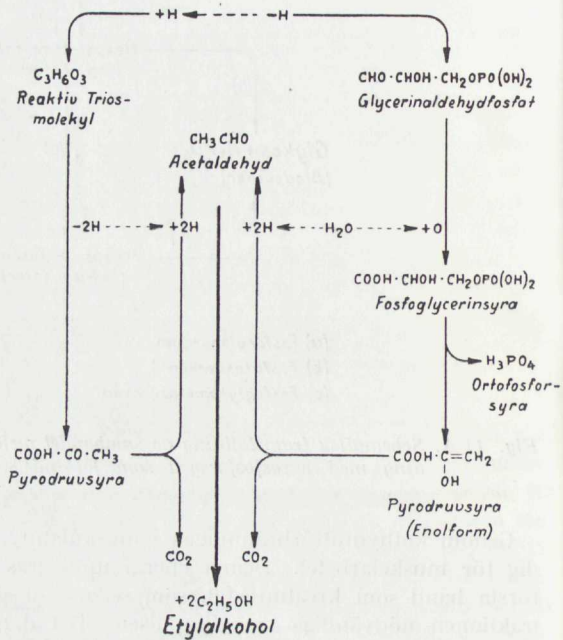 +H -H
C3H6O3
Reaktiv Trios-
molekyl
CHO·CHOH·CH2OPO(OH)2
Glycerinaldehydfosfat
CH3CHO
Acetaldehyd
-2H +2H +2H H2O +O
COOH·CHOH·CH2OPO(OH)2
Fosfoglycerinsyra
H3PO4
Ortofosfor-
syra
COOH·CO·CH3
Pyrodruvsyra
COOH·C=CH2
OH
Pyrodruvsyra
(Enolform)
CO2 CO2
+2C2H5OH
Etylalkohol